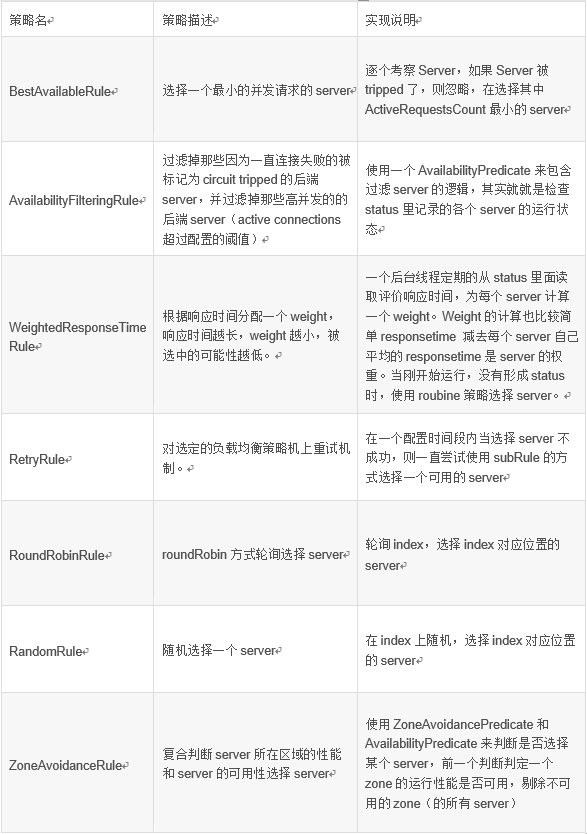 策略名
策略描述
实现说明
BestAvailableRule
选择一个最小的并发请求的 server
逐个考察 Server，如果 Server 被
tripped 了，则忽略，在选择其中
ActiveRequestsCount 最小的 server
AvailabilityFilteringRule
过滤掉那些因为一直连接失败的被
标记为 circuit tripped 的后端
server，并过滤掉那些高并发的的
后端 server（active connections
超过配置的阈值）
使用一个 AvailabilityPredicate 来包含
过滤 server 的逻辑，其实就就是检查
status 里记录的各个 server 的运行状
态
WeightedResponseTime
Rule
根据响应时间分配一个 weight，
响应时间越长，weight 越小，被
选中的可能性越低。
一个后台线程定期的从 status 里面读
取评价响应时间，为每个 server 计算
一个 weight。Weight 的计算也比较简
单 responsetime 减去每个 server 自己
平均的 responsetime 是 server 的权
重。当刚开始运行，没有形成 status
时，使用 roubine 策略选择 server。
RetryRule
对选定的负载均衡策略机上重试机
制。
在一个配置时间段内当选择 server 不
成功，则一直尝试使用 subRule 的方
式选择一个可用的 server
RoundRobinRule
roundRobin 方式轮询选择 server
轮询 index，选择 index 对应位置的
server
RandomRule
随机选择一个 server
在 index 上随机，选择 index 对应位置
的 server
ZoneAvoidanceRule
复合判断 server 所在区域的性能
和 server 的可用性选择 server
使用 ZoneAvoidancePredicate 和
AvailabilityPredicate 来判断是否选择
某个 server，前一个判断判定一个
zone 的运行性能是否可用，剔除不可
用的 zone（的所有 server）